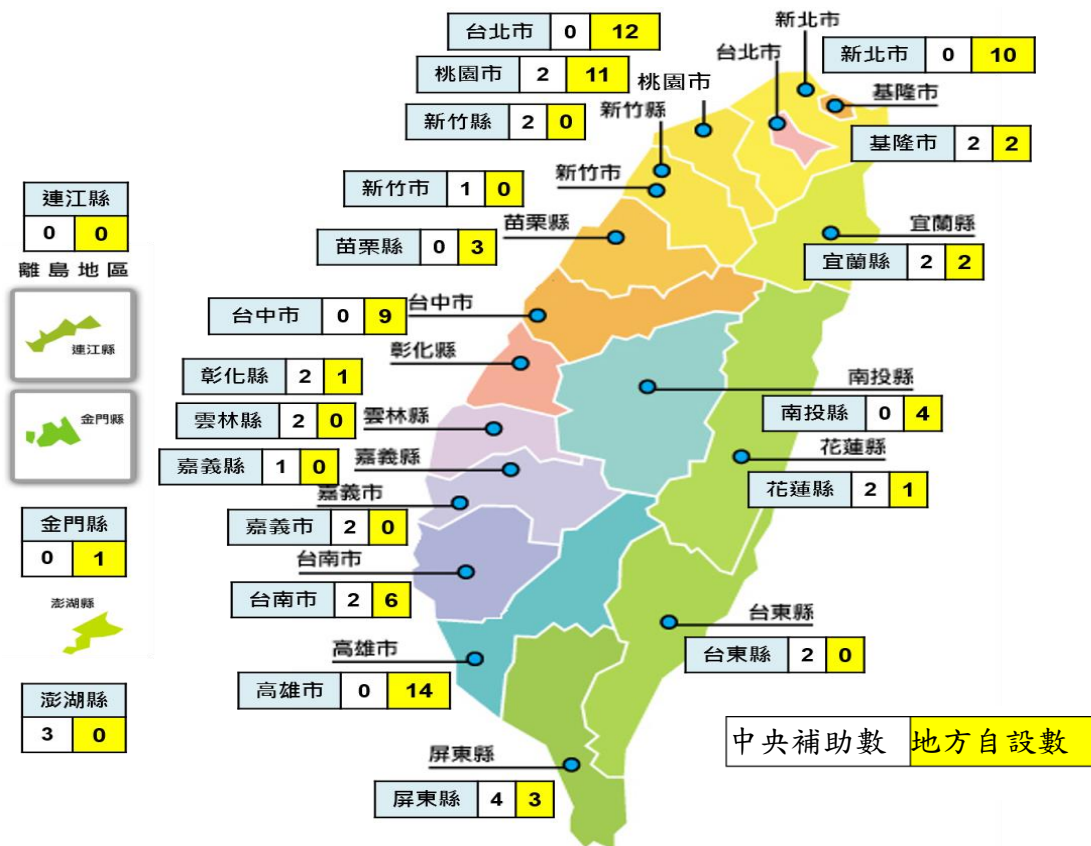 新北市
台北市 0 12
台北市
新北市 0 10
桃園市 2 11
桃園市
基隆市
新竹縣
新竹縣 2 0
基隆市 2 2
新竹市
新竹市 1 0
連江縣
0 0
苗栗縣
苗栗縣 0 3
宜蘭縣
宜蘭縣 2 2
離島地區
連江縣
台中市
台中市 0 9
彰化縣
彰化縣 2 1
南投縣
南投縣 0 4
金門縣
雲林縣
雲林縣 2 0
花蓮縣
花蓮縣 2 1
嘉義縣
嘉義縣 1 0
嘉義市
嘉義市 2 0
金門縣
0 1
台南市
台南市 2 6
澎湖縣
台東縣
台東縣 2 0
高雄市
高雄市 0 14
澎湖縣
3 0
中央補助數 地方自設數
屏東縣
屏東縣 4 3